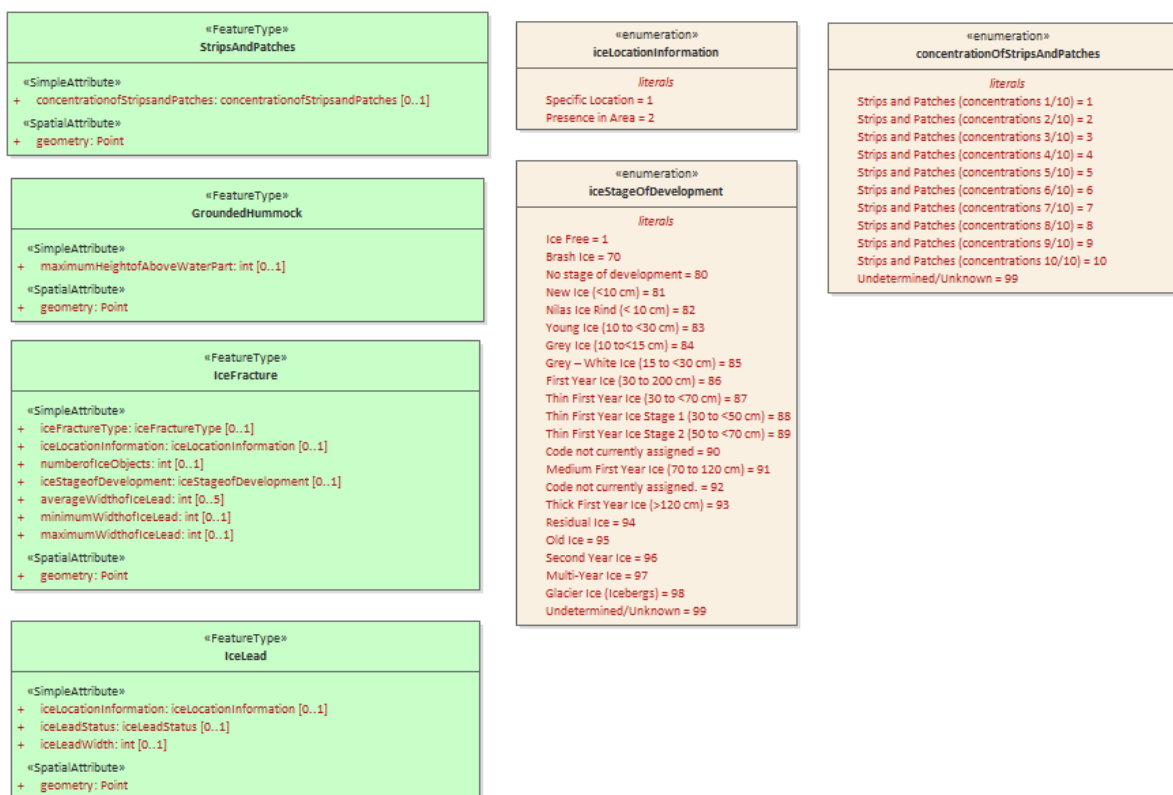 «FeatureType»
StripsAndPatches
«SimpleAttribute»
+ concentrationofStripsandPatches: concentrationofStripsandPatches [0..1]
«SpatialAttribute»
+ geometry: Point
«FeatureType»
GroundedHummock
«SimpleAttribute»
+ maximumHeightofAboveWaterPart: int [0..1]
«SpatialAttribute»
+ geometry: Point
«FeatureType»
IceFracture
«SimpleAttribute»
+ iceFractureType: iceFractureType [0..1]
+ iceLocationInformation: iceLocationInformation [0..1]
+ numberofIceObjects: int [0..1]
+ iceStageofDevelopment: iceStageofDevelopment [0..1]
+ averageWidthofIceLead: int [0..5]
+ minimumWidthofIceLead: int [0..1]
+ maximumWidthofIceLead: int [0..1]
«SpatialAttribute»
+ geometry: Point
«FeatureType»
IceLead
«SimpleAttribute»
+ iceLocationInformation: iceLocationInformation [0..1]
+ iceLeadStatus: iceLeadStatus [0..1]
+ iceLeadWidth: int [0..1]
«SpatialAttribute»
+ geometry: Point
«enumeration»
iceLocationInformation
literals
Specific Location = 1
Presence in Area = 2
«enumeration»
iceStageOfDevelopment
literals
Ice Free = 1
Brash Ice = 70
No stage of development = 80
New Ice (<10 cm) = 81
Nilas Ice Rind (< 10 cm) = 82
Young Ice (10 to <30 cm) = 83
Grey Ice (10 to<15 cm) = 84
Grey – White Ice (15 to <30 cm) = 85
First Year Ice (30 to 200 cm) = 86
Thin First Year Ice (30 to <70 cm) = 87
Thin First Year Ice Stage 1 (30 to <50 cm) = 88
Thin First Year Ice Stage 2 (50 to <70 cm) = 89
Code not currently assigned = 90
Medium First Year Ice (70 to 120 cm) = 91
Code not currently assigned. = 92
Thick First Year Ice (>120 cm) = 93
Residual Ice = 94
Old Ice = 95
Second Year Ice = 96
Multi-Year Ice = 97
Glacier Ice (Icebergs) = 98
Undetermined/Unknown = 99
«enumeration»
concentrationOfStripsAndPatches
literals
Strips and Patches (concentrations 1/10) = 1
Strips and Patches (concentrations 2/10) = 2
Strips and Patches (concentrations 3/10) = 3
Strips and Patches (concentrations 4/10) = 4
Strips and Patches (concentrations 5/10) = 5
Strips and Patches (concentrations 6/10) = 6
Strips and Patches (concentrations 7/10) = 7
Strips and Patches (concentrations 8/10) = 8
Strips and Patches (concentrations 9/10) = 9
Strips and Patches (concentrations 10/10) = 10
Undetermined/Unknown = 99